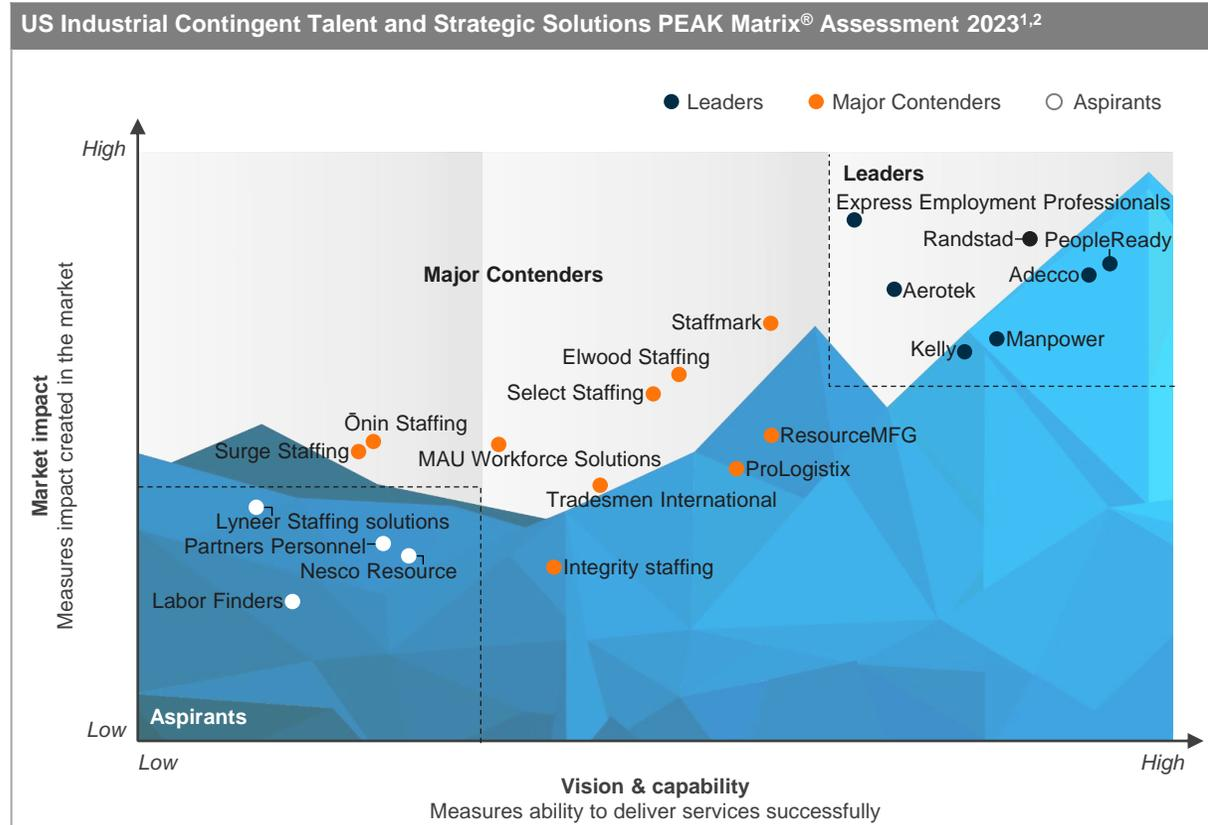 US Industrial Contingent Talent and Strategic Solutions PEAK Matrix® Assessment 2023¹,²
Leaders
Major Contenders
Aspirants
High
Leaders
Express Employment Professionals
Randstad
PeopleReady
Adecco
Aerotek
Major Contenders
Staffmark
Kelly
Manpower
Elwood Staffing
Select Staffing
Ōnin Staffing
Surge Staffing
ResourceMFG
MAU Workforce Solutions
ProLogistix
Tradesmen International
Lyneer Staffing solutions
Partners Personnel
Nesco Resource
Integrity staffing
Labor Finders
Aspirants
Market impact
Measures impact created in the market
Low
Low
High
Vision & capability
Measures ability to deliver services successfully